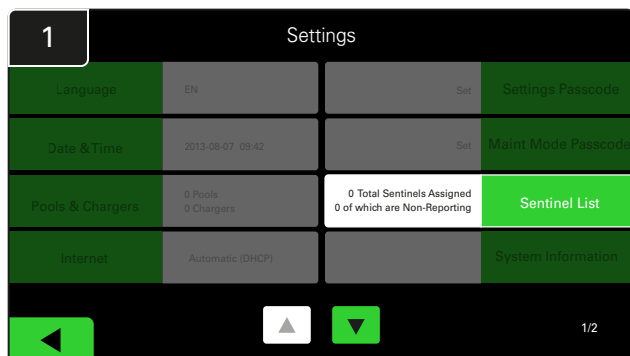 1
Settings
Language
EN
Set
Settings Passcode
Date & Time
2013-08-07 09:42
Set
Maint Mode Passcode
Pools & Chargers
0 Pools
0 Chargers
0 Total Sentinels Assigned
0 of which are Non-Reporting
Sentinel List
Internet
Automatic (DHCP)
System Information
1/2